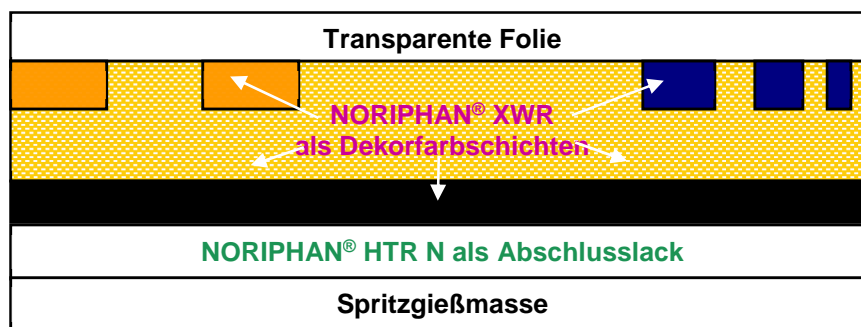 Transparente Folie
NORIPHAN® XWR
als Dekorfarbschichten
NORIPHAN® HTR N als Abschlusslack
Spritzgießmasse